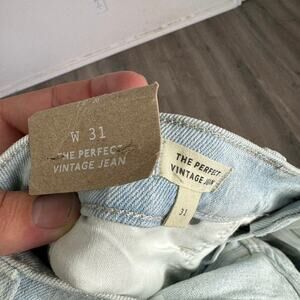 W 31
THE PERFECT
VINTAGE JEAN
THE PERFECT
VINTAGE JEAN
31